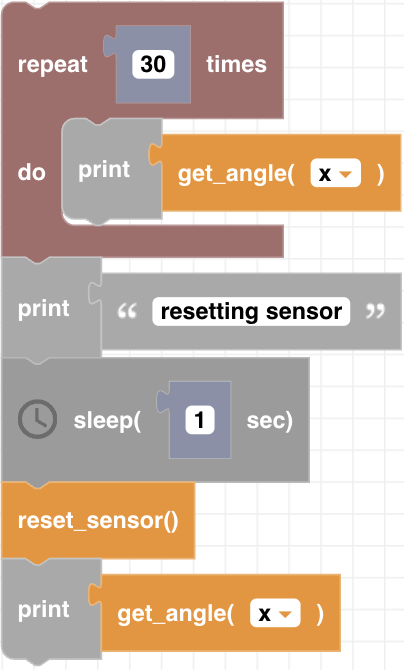 repeat 30 times
do print get_angle( x )
print “ resetting sensor ”
sleep( 1 sec)
reset_sensor()
print get_angle( x )